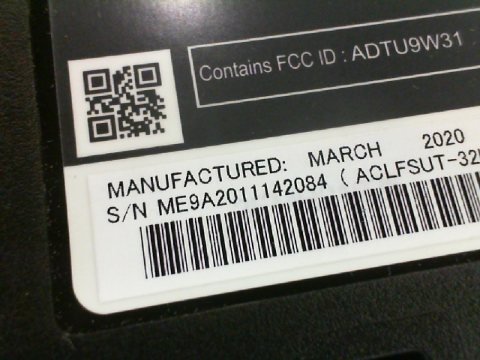 Contains FCC ID : ADTU9W31
MANUFACTURED: MARCH 2020
S/N ME9A2011142084 ( ACLFSUT-32